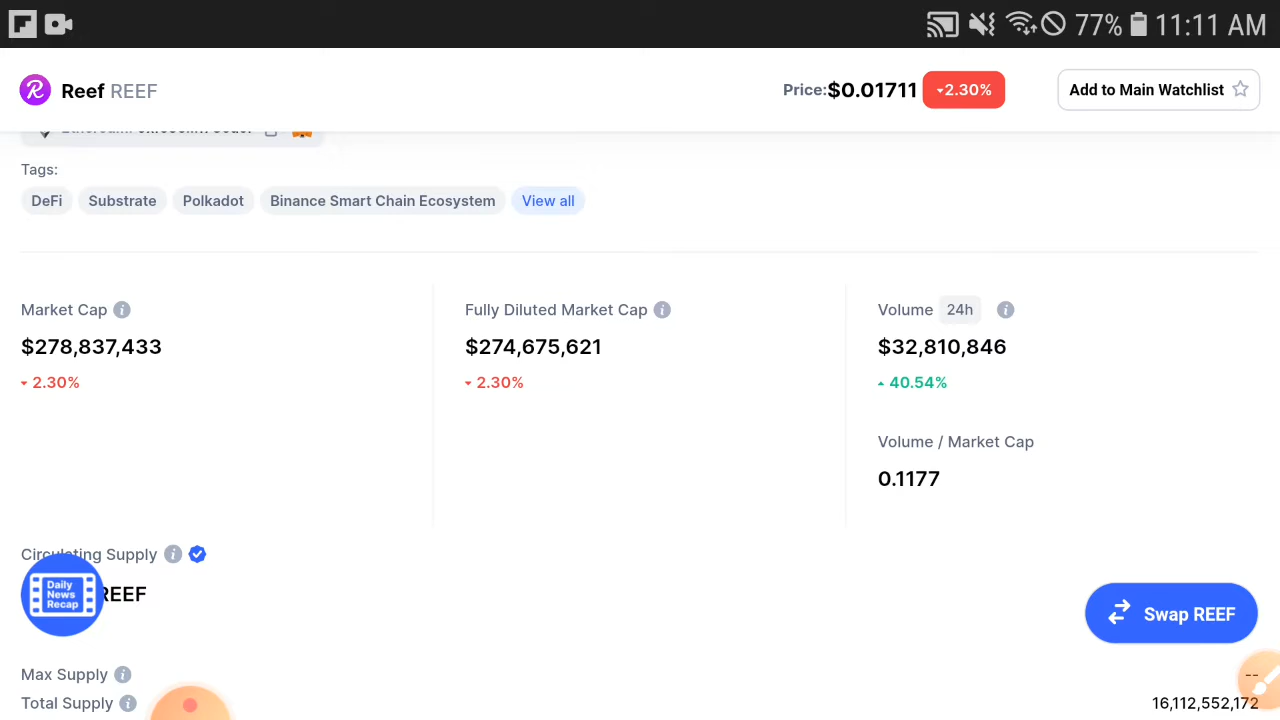 77% 11:11 AM
Reef REEF
Price:$0.01711 2.30%
Add to Main Watchlist
Ethereum:
Tags:
DeFi Substrate Polkadot Binance Smart Chain Ecosystem View all
Market Cap
$278,837,433
2.30%
Fully Diluted Market Cap
$274,675,621
2.30%
Volume 24h
$32,810,846
40.54%
Volume / Market Cap
0.1177
Circulating Supply
REEF
Daily
News
Recap
Swap REEF
Max Supply --
Total Supply 16,112,552,172